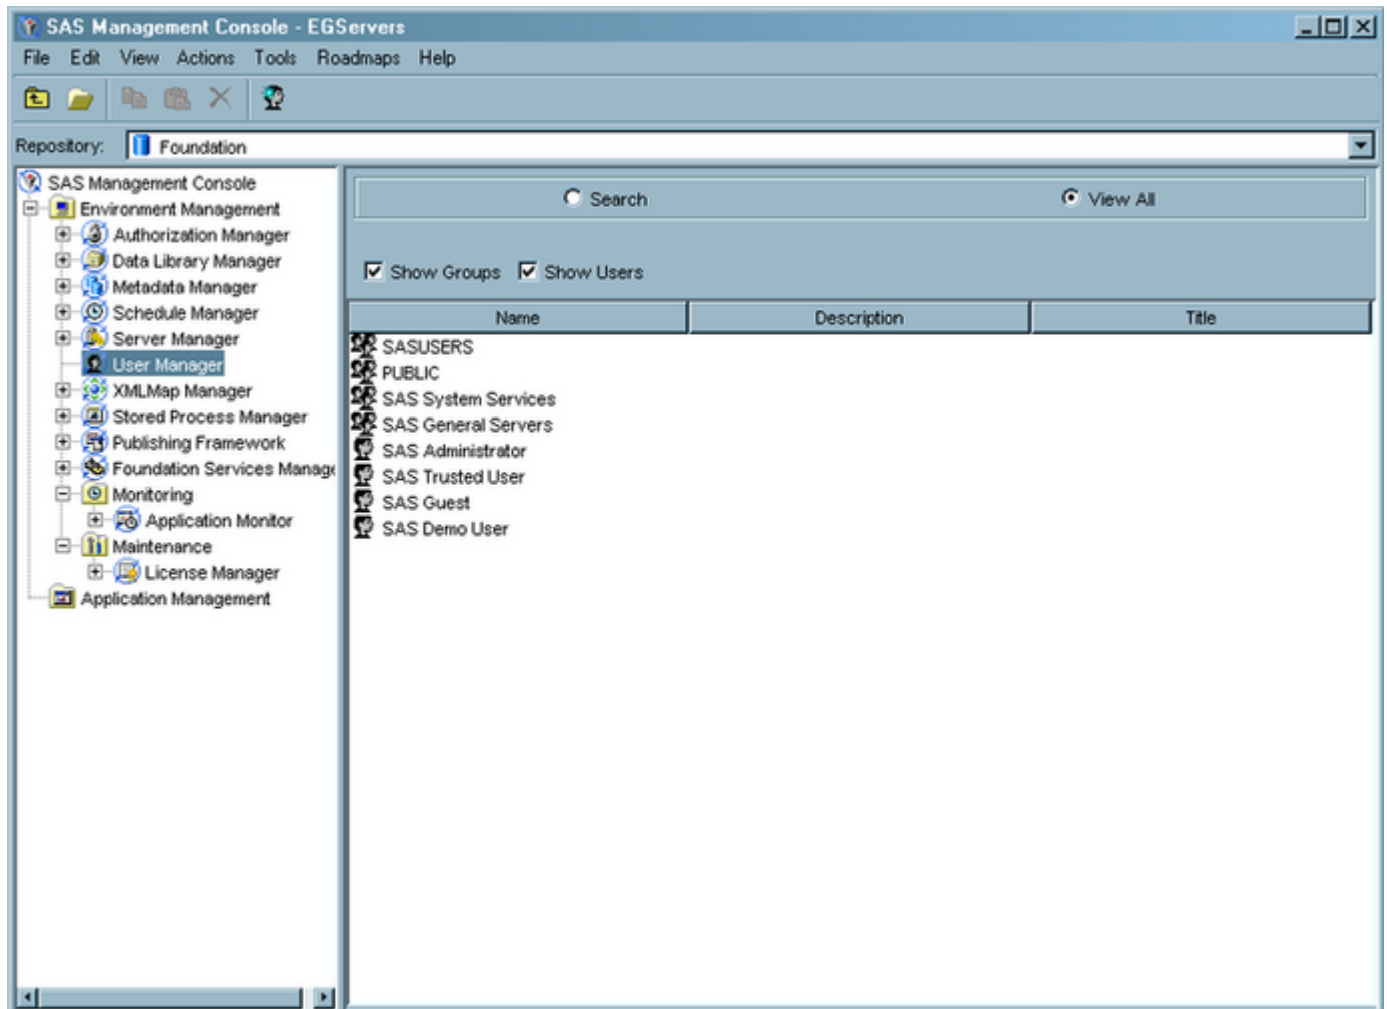 SAS Management Console - EGServers
File Edit View Actions Tools Roadmaps Help
Repository: Foundation
SAS Management Console
Environment Management
Authorization Manager
Data Library Manager
Metadata Manager
Schedule Manager
Server Manager
User Manager
XMLMap Manager
Stored Process Manager
Publishing Framework
Foundation Services Manage
Monitoring
Application Monitor
Maintenance
License Manager
Application Management
Search View All
Show Groups Show Users
Name Description Title
SASUSERS
PUBLIC
SAS System Services
SAS General Servers
SAS Administrator
SAS Trusted User
SAS Guest
SAS Demo User